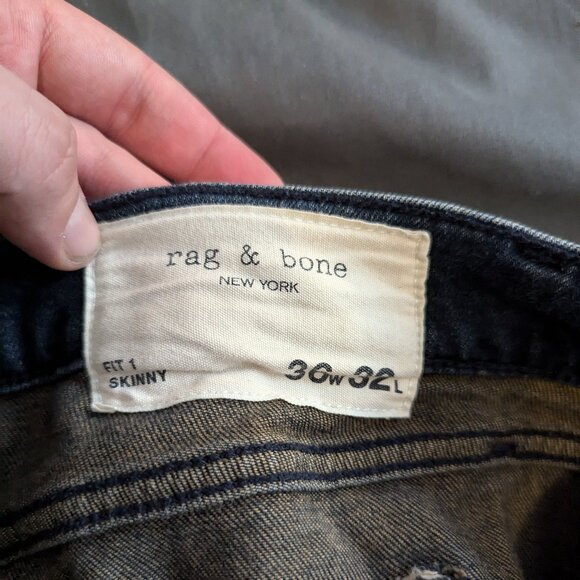 rag & bone
NEW YORK
FIT 1
SKINNY
36W 32L